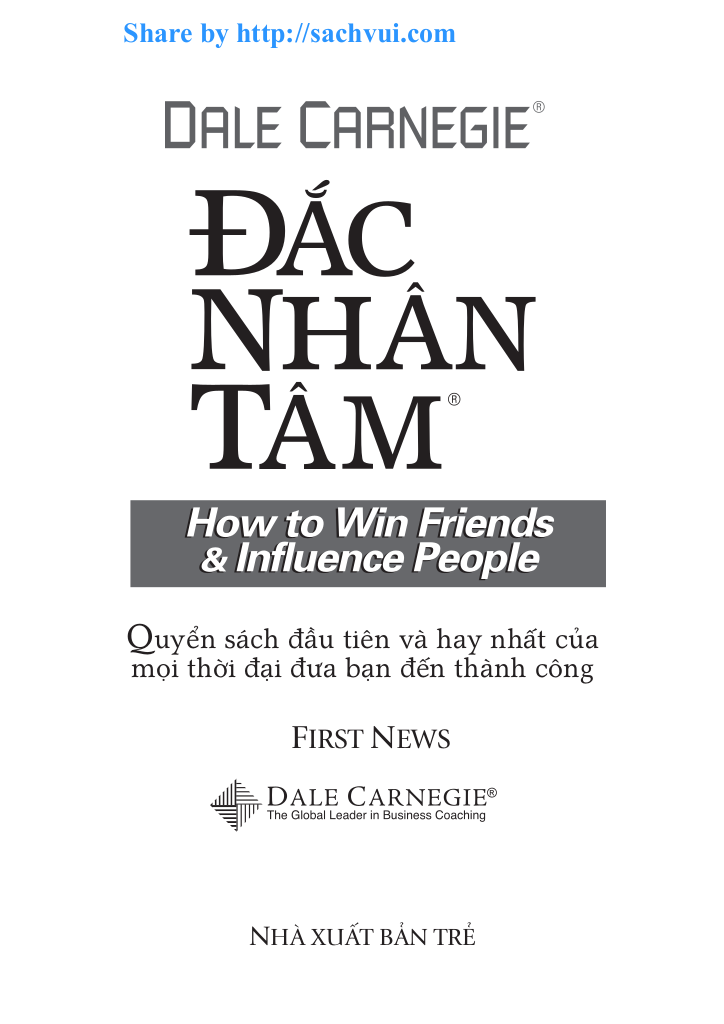 Share by http://sachvui.com
DALE CARNEGIE®
ĐẮC
NHÂN
TÂM®
How to Win Friends
& Influence People
Quyển sách đầu tiên và hay nhất của
mọi thời đại đưa bạn đến thành công
FIRST NEWS
DALE CARNEGIE®
The Global Leader in Business Coaching
NHÀ XUẤT BẢN TRẺ